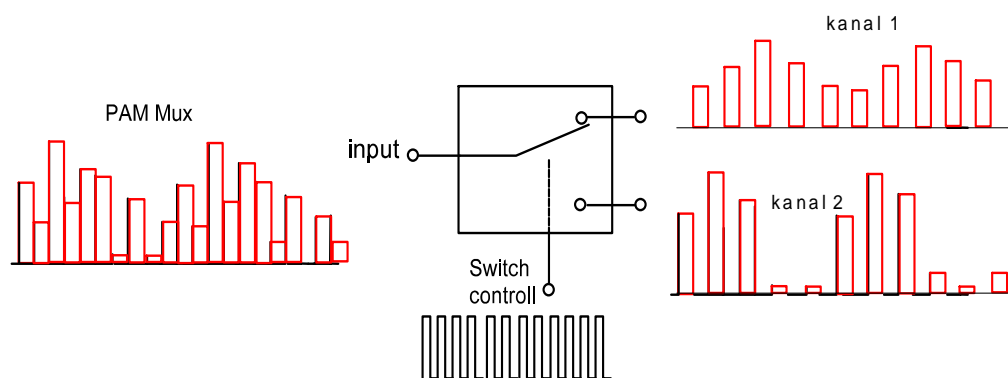 PAM Mux
input
Switch
controll
kanal 1
kanal 2